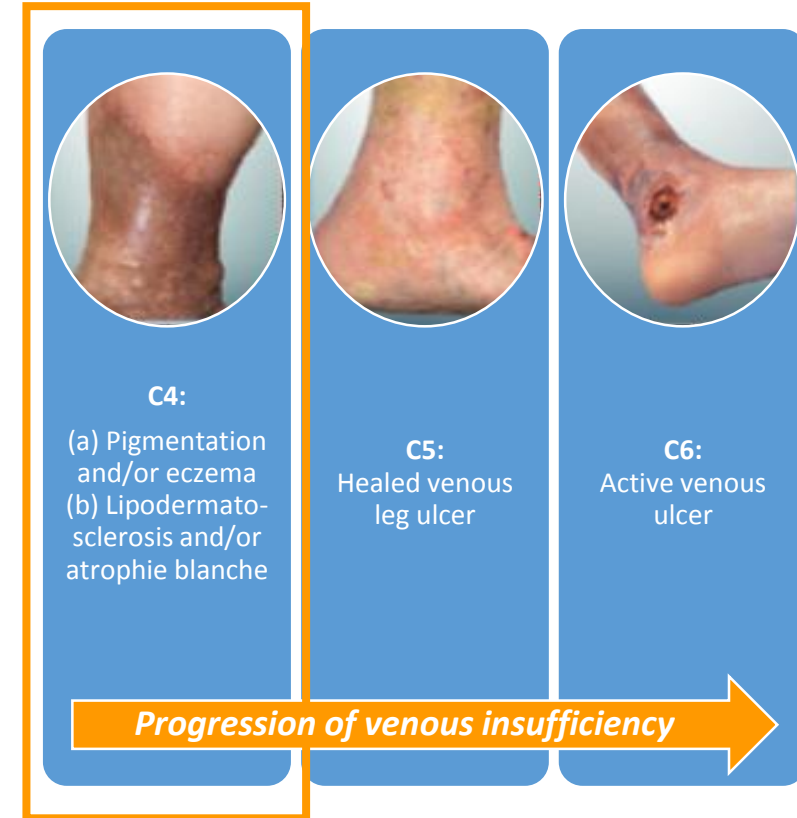 C4:
(a) Pigmentation
and/or eczema
(b) Lipodermato-
sclerosis and/or
atrophie blanche
C5:
Healed venous
leg ulcer
C6:
Active venous
ulcer
Progression of venous insufficiency